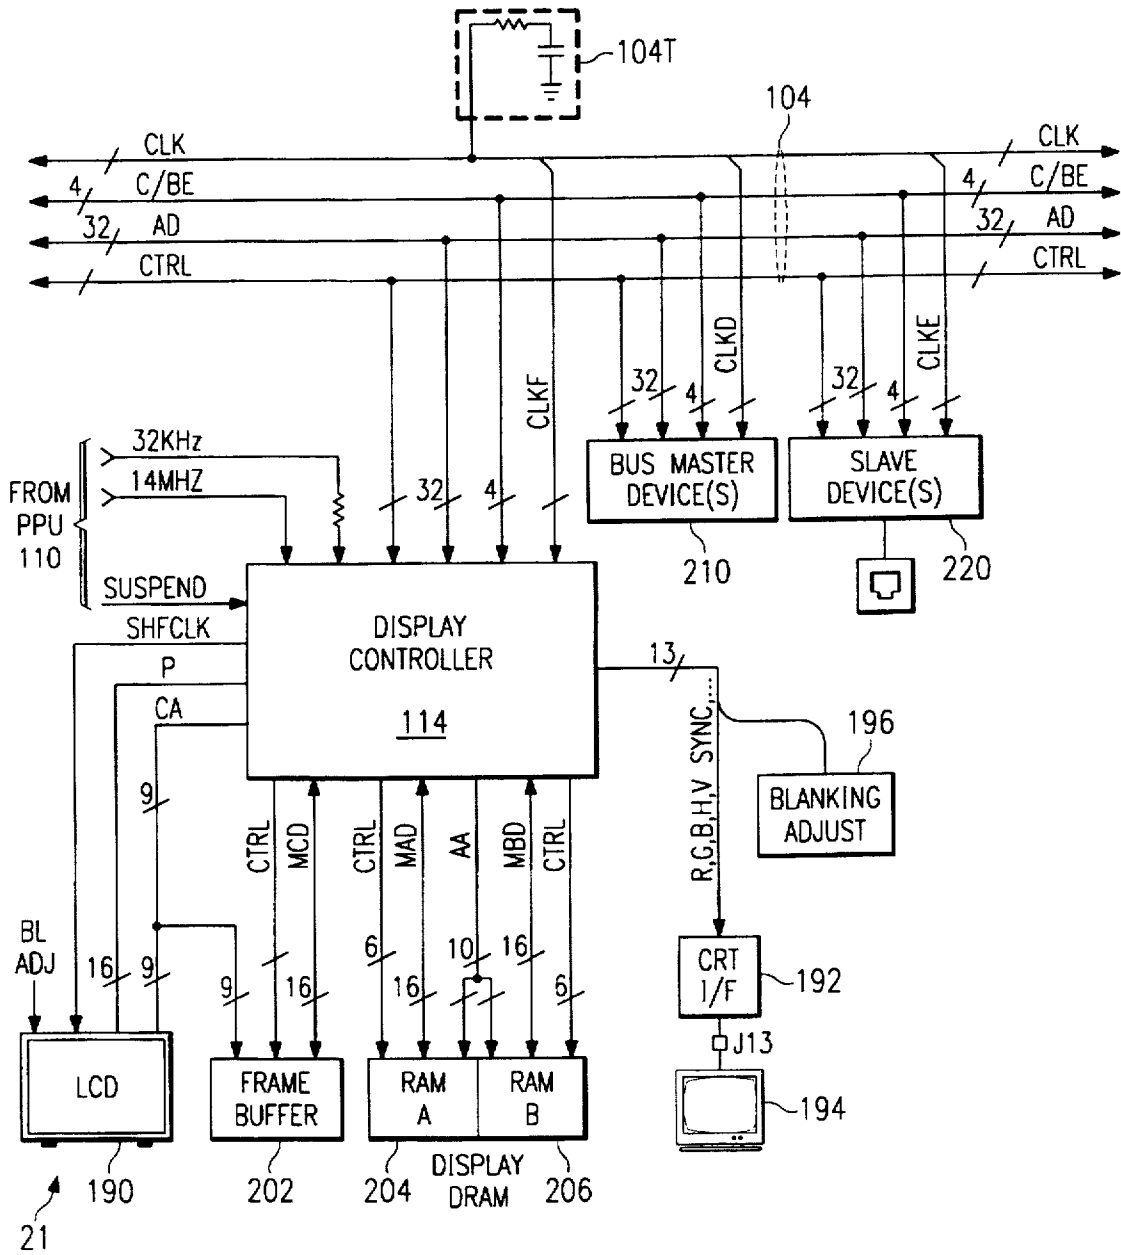 104T
104
CLK
CLK
4
C/BE
4
C/BE
32
AD
32
AD
CTRL
CTRL
CLKF
CLKD
CLKE
32
4
32
4
32KHz
14MHZ
FROM
PPU
110
32
4
BUS MASTER
DEVICE(S)
SLAVE
DEVICE(S)
210
220
SUSPEND
SHFCLK
P
CA
DISPLAY
CONTROLLER
114
13
R,G,B,H,V SYNC,...
196
BLANKING
ADJUST
9
CTRL
MCD
CTRL
MAD
AA
MBD
CTRL
BL
ADJ
16
9
9
16
6
16
10
16
6
CRT
I/F
192
J13
LCD
FRAME
BUFFER
RAM
A
RAM
B
194
190
202
204
DISPLAY
DRAM
206
21